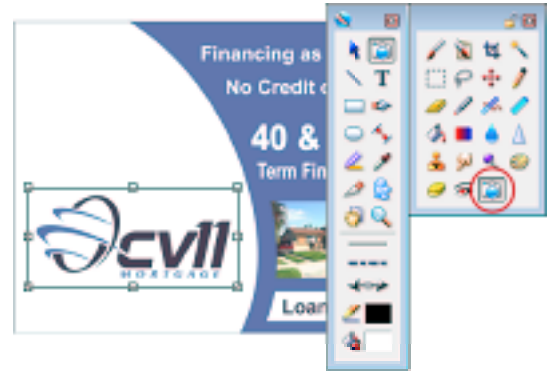 Financing as
No Credit
40 &
Term Fin
cvll
MORTGAGE
Loan
T